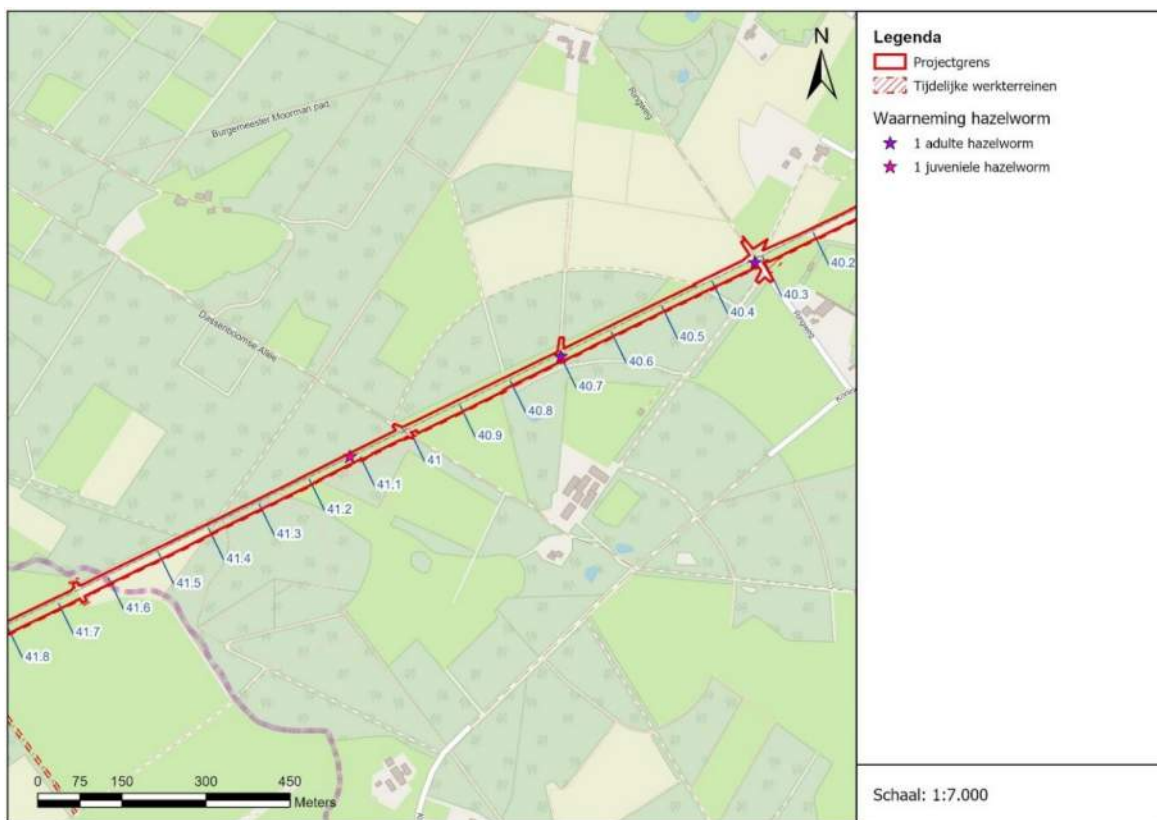 N
Burgemeester Moorman pad
Ringweg
Dassenboomse Allee
40.2
40.3
40.4
40.5
Ringweg
40.6
40.7
40.8
40.9
41
41.1
41.2
41.3
41.4
41.5
41.6
41.7
41.8
0 75 150 300 450
Meters
Legenda
Projectgrens
Tijdelijke werkterreinen
Waarneming hazelworm
1 adulte hazelworm
1 juveniele hazelworm
Schaal: 1:7.000